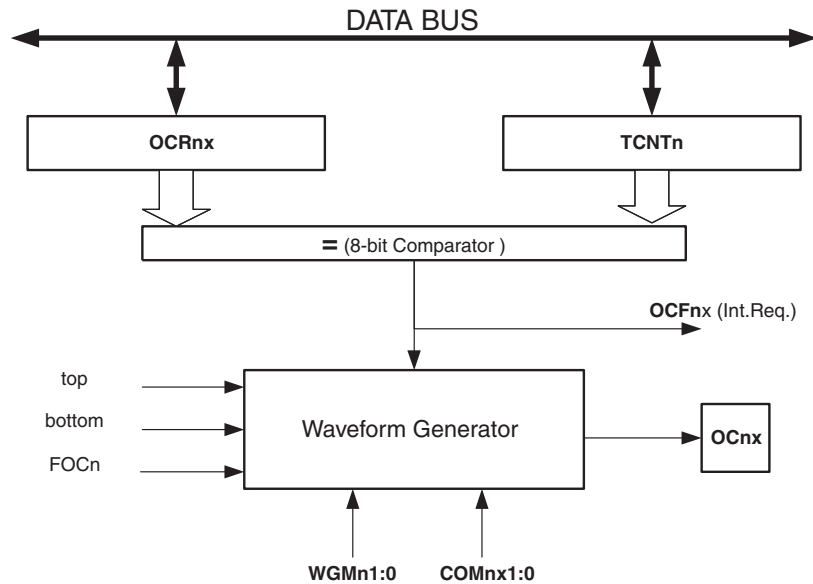 DATA BUS
OCRnx
TCNTn
= (8-bit Comparator )
OCFnx (Int.Req.)
top
bottom
FOCn
Waveform Generator
OCnx
WGMn1:0
COMnx1:0